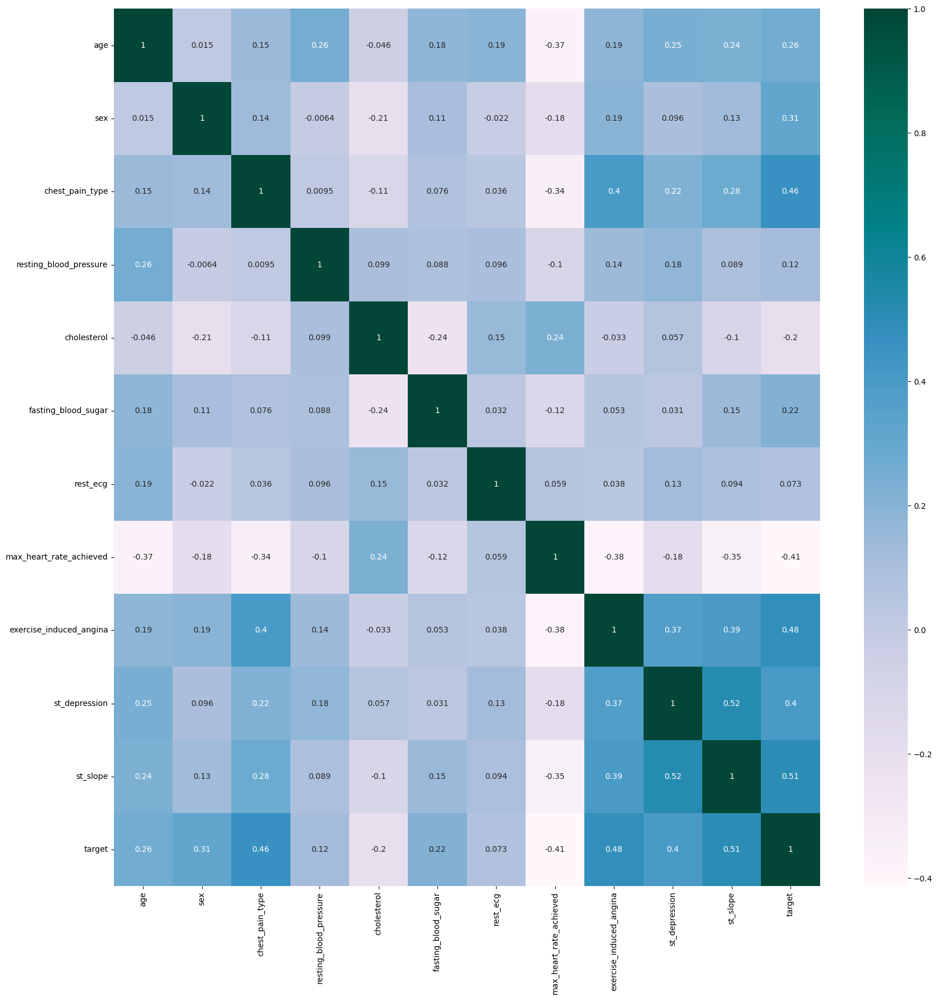 age 1 0.015 0.15 0.26 -0.046 0.18 0.19 -0.37 0.19 0.25 0.24 0.26
sex 0.015 1 0.14 -0.0064 -0.21 0.11 -0.022 -0.18 0.19 0.096 0.13 0.31
chest_pain_type 0.15 0.14 1 0.0095 -0.11 0.076 0.036 -0.34 0.4 0.22 0.28 0.46
resting_blood_pressure 0.26 -0.0064 0.0095 1 0.099 0.088 0.096 -0.1 0.14 0.18 0.089 0.12
cholesterol -0.046 -0.21 -0.11 0.099 1 -0.24 0.15 0.24 -0.033 0.057 -0.1 -0.2
fasting_blood_sugar 0.18 0.11 0.076 0.088 -0.24 1 0.032 -0.12 0.053 0.031 0.15 0.22
rest_ecg 0.19 -0.022 0.036 0.096 0.15 0.032 1 0.059 0.038 0.13 0.094 0.073
max_heart_rate_achieved -0.37 -0.18 -0.34 -0.1 0.24 -0.12 0.059 1 -0.38 -0.18 -0.35 -0.41
exercise_induced_angina 0.19 0.19 0.4 0.14 -0.033 0.053 0.038 -0.38 1 0.37 0.39 0.48
st_depression 0.25 0.096 0.22 0.18 0.057 0.031 0.13 -0.18 0.37 1 0.52 0.4
st_slope 0.24 0.13 0.28 0.089 -0.1 0.15 0.094 -0.35 0.39 0.52 1 0.51
target 0.26 0.31 0.46 0.12 -0.2 0.22 0.073 -0.41 0.48 0.4 0.51 1
age
sex
chest_pain_type
resting_blood_pressure
cholesterol
fasting_blood_sugar
rest_ecg
max_heart_rate_achieved
exercise_induced_angina
st_depression
st_slope
target
1.0
0.8
0.6
0.4
0.2
0.0
−0.2
−0.4